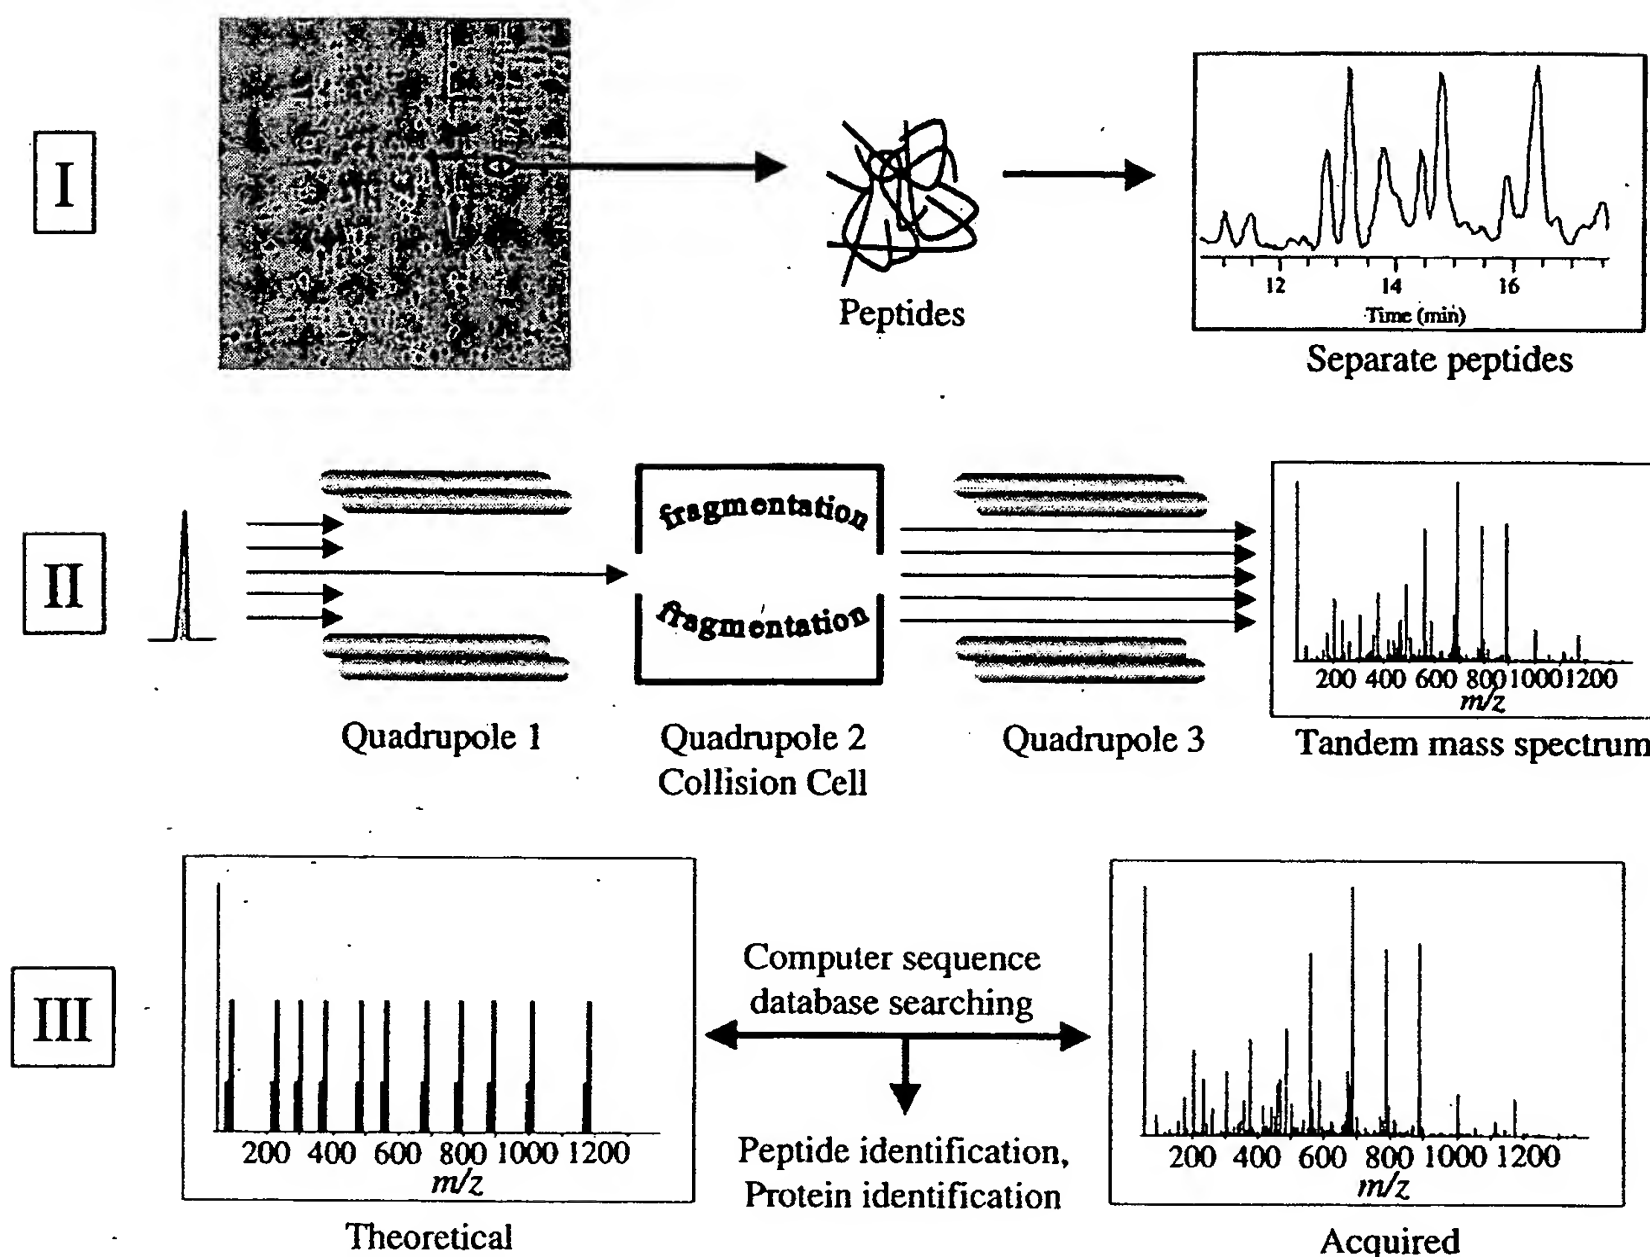 I
Peptides
12 14 16
Time (min)
Separate peptides
II
fragmentation
fragmentation
200 400 600 800 1000 1200
m/z
Quadrupole 1
Quadrupole 2
Collision Cell
Quadrupole 3
Tandem mass spectrum
III
Computer sequence
database searching
Peptide identification,
Protein identification
200 400 600 800 1000 1200
m/z
Theoretical
200 400 600 800 1000 1200
m/z
Acquired